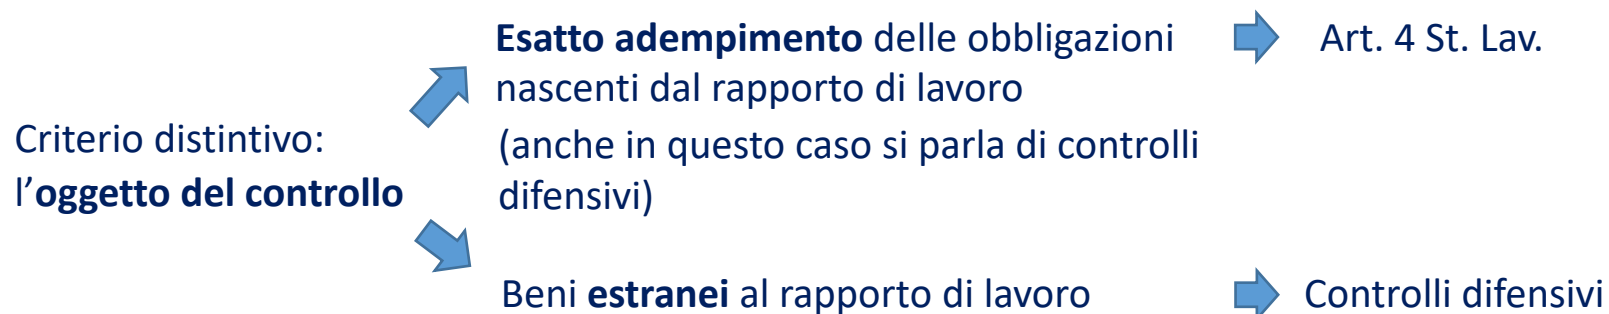 Esatto adempimento delle obbligazioni
nascenti dal rapporto di lavoro
Art. 4 St. Lav.
(anche in questo caso si parla di controlli
difensivi)
Criterio distintivo:
l'oggetto del controllo
Beni estranei al rapporto di lavoro
Controlli difensivi